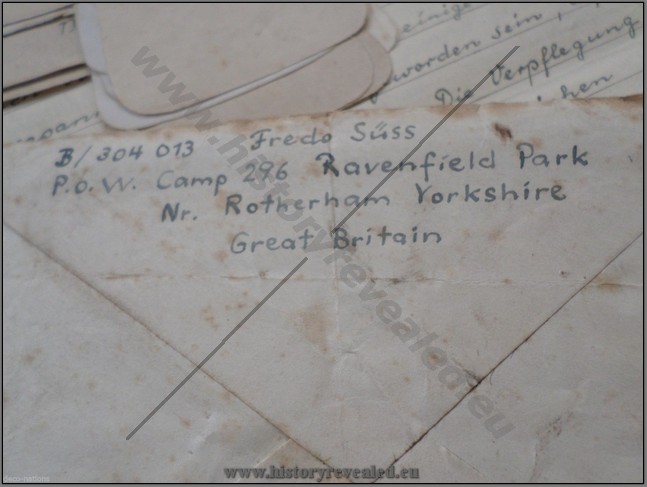 einige
worden sein,
Die Verpflegung
B/304 013 Fredo Süss
P.O.W. Camp 296 Ravenfield Park
Nr. Rotherham Yorkshire
Great Britain
www.historyrevealed.eu
www.historyrevealed.eu